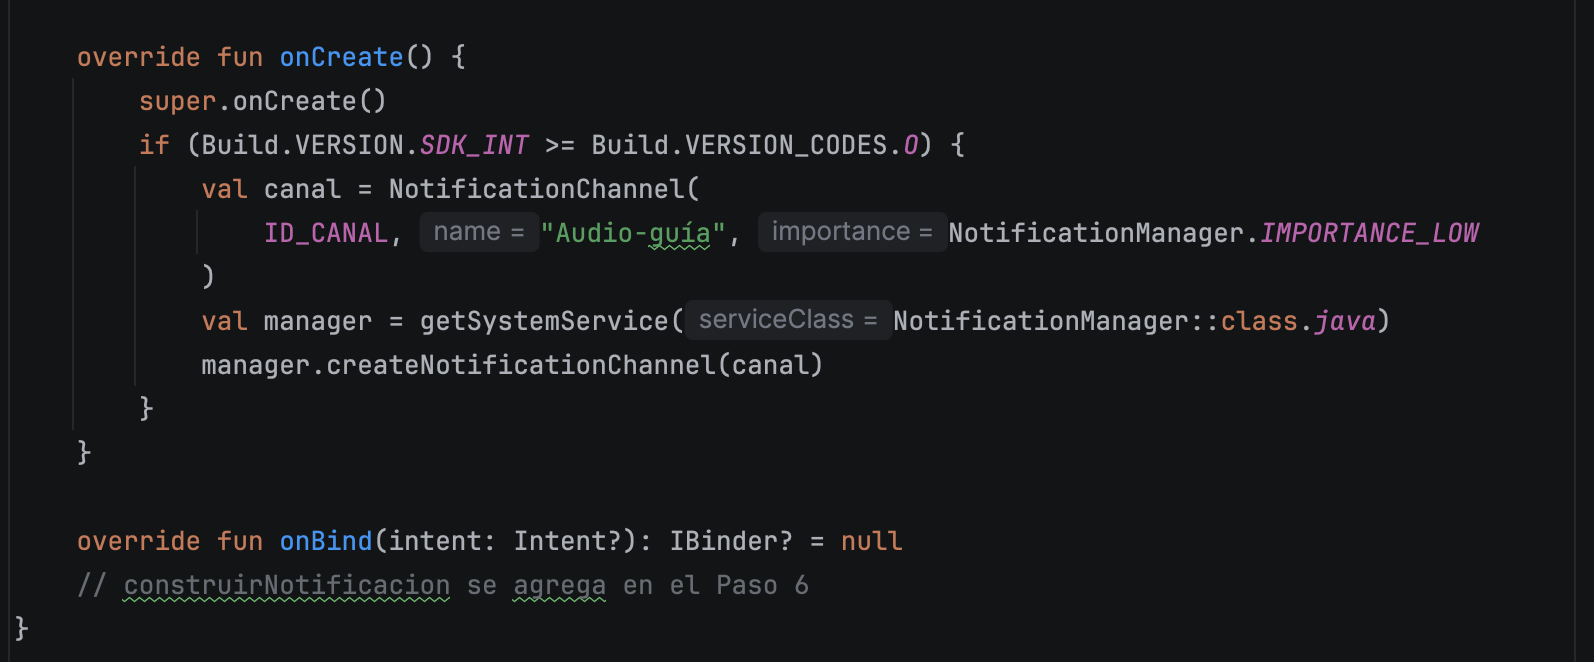 override fun onCreate() {
super.onCreate()
if (Build.VERSION.SDK_INT >= Build.VERSION_CODES.O) {
val canal = NotificationChannel(
ID_CANAL, name = "Audio-guía", importance = NotificationManager.IMPORTANCE_LOW
)
val manager = getSystemService( serviceClass = NotificationManager::class.java)
manager.createNotificationChannel(canal)
}
}
override fun onBind(intent: Intent?): IBinder? = null
// construirNotificacion se agrega en el Paso 6
}